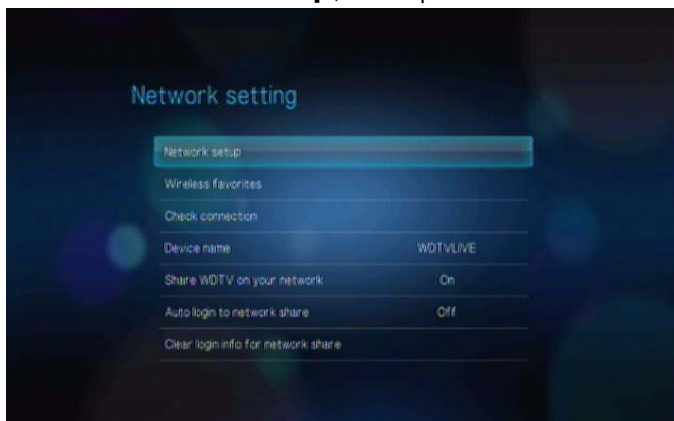 Network setting
Network setup
Wireless favorites
Check connection
Device name WDTVLIVE
Share WDTV on your network On
Auto login to network share Off
Clear login info for network share